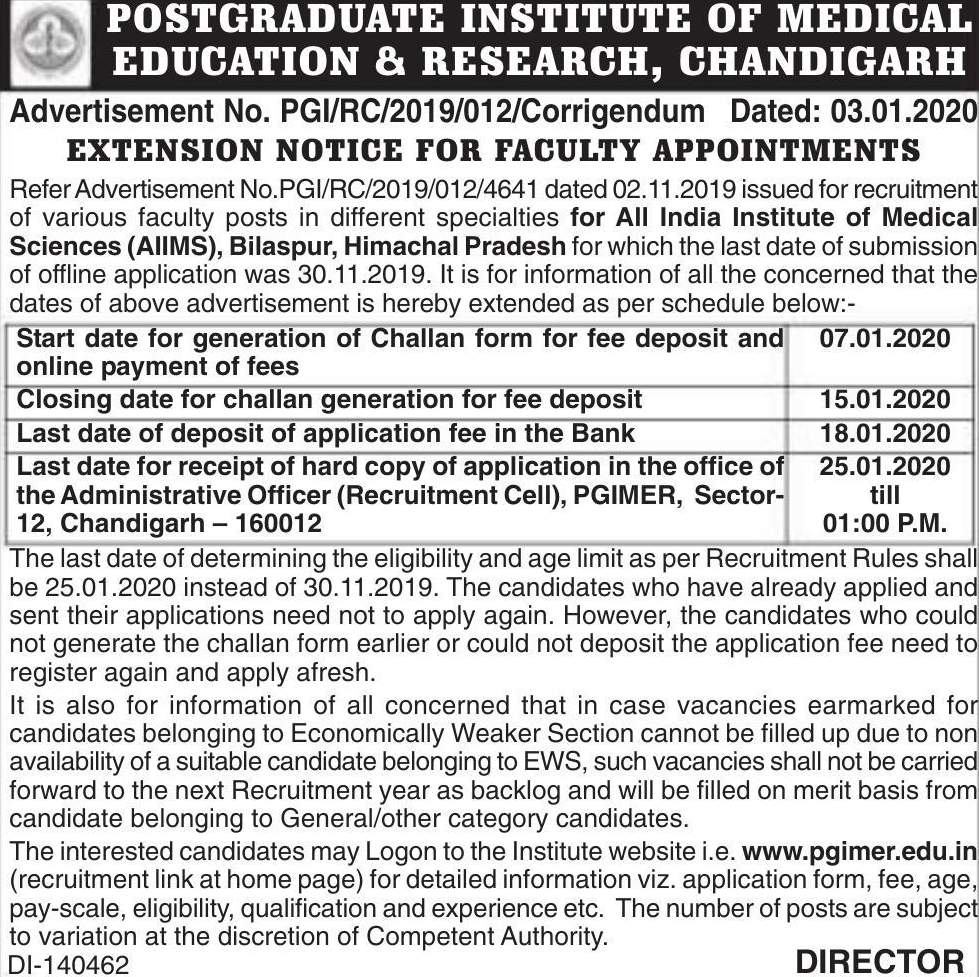 POSTGRADUATE INSTITUTE OF MEDICAL
EDUCATION & RESEARCH, CHANDIGARH
Advertisement No. PGI/RC/2019/012/Corrigendum Dated: 03.01.2020
EXTENSION NOTICE FOR FACULTY APPOINTMENTS
Refer Advertisement No.PGI/RC/2019/012/4641 dated 02.11.2019 issued for recruitment
of various faculty posts in different specialties for All India Institute of Medical
Sciences (AIIMS), Bilaspur, Himachal Pradesh for which the last date of submission
of offline application was 30.11.2019. It is for information of all the concerned that the
dates of above advertisement is hereby extended as per schedule below:-
Start date for generation of Challan form for fee deposit and 07.01.2020
online payment of fees
Closing date for challan generation for fee deposit 15.01.2020
Last date of deposit of application fee in the Bank 18.01.2020
Last date for receipt of hard copy of application in the office of 25.01.2020
the Administrative Officer (Recruitment Cell), PGIMER, Sector- till
12, Chandigarh – 160012 01:00 P.M.
The last date of determining the eligibility and age limit as per Recruitment Rules shall
be 25.01.2020 instead of 30.11.2019. The candidates who have already applied and
sent their applications need not to apply again. However, the candidates who could
not generate the challan form earlier or could not deposit the application fee need to
register again and apply afresh.
It is also for information of all concerned that in case vacancies earmarked for
candidates belonging to Economically Weaker Section cannot be filled up due to non
availability of a suitable candidate belonging to EWS, such vacancies shall not be carried
forward to the next Recruitment year as backlog and will be filled on merit basis from
candidate belonging to General/other category candidates.
The interested candidates may Logon to the Institute website i.e. www.pgimer.edu.in
(recruitment link at home page) for detailed information viz. application form, fee, age,
pay-scale, eligibility, qualification and experience etc. The number of posts are subject
to variation at the discretion of Competent Authority.
DI-140462 DIRECTOR